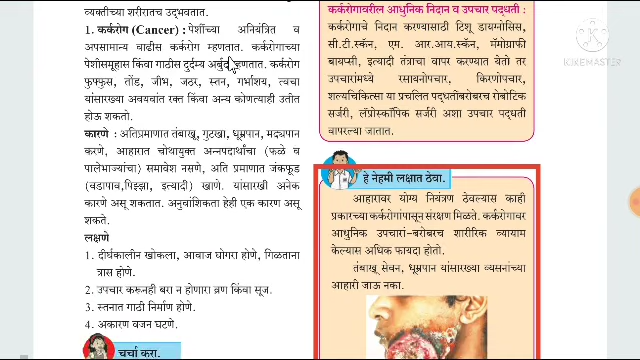 व्यक्तीच्या शरीरातच उद्‌भवतात.
1. कर्करोग (Cancer) : पेशींच्या अनियंत्रित व
अपसामान्य वाढीस कर्करोग म्हणतात. कर्करोगाच्या
पेशीसमूहास किंवा गाठीस दुर्दम्य अर्बुद म्हणतात. कर्करोग
फुफ्फुस, तोंड, जीभ, जठर, स्तन, गर्भाशय, त्वचा
यांसारख्या अवयवांत रक्त किंवा अन्य कोणत्याही उतीत
होऊ शकतो.
कारणे : अतिप्रमाणात तंबाखू, गुटखा, धूम्रपान, मद्यपान
करणे, आहारात चोथायुक्त अन्नपदार्थांचा (फळे व
पालेभाज्यांचा) समावेश नसणे, अति प्रमाणात जंकफूड
(वडापाव,पिझ्झा, इत्यादी) खाणे. यांसारखी अनेक
कारणे असू शकतात. अनुवांशिकता हेही एक कारण असू
शकते.
लक्षणे
1. दीर्घकालीन खोकला, आवाज घोगरा होणे, गिळताना
त्रास होणे.
2. उपचार करूनही बरा न होणारा व्रण किंवा सूज.
3. स्तनात गाठी निर्माण होणे.
4. अकारण वजन घटणे.
चर्चा करा.
कर्करोगावरील आधुनिक निदान व उपचार पद्धती :
कर्करोगाचे निदान करण्यासाठी टिशू डायग्नोसिस,
सी.टी.स्कॅन, एम. आर.आय.स्कॅन, मॅमोग्राफी
बायप्सी, इत्यादी तंत्राचा वापर करण्यात येतो तर
उपचारांमध्ये रसायनोपचार, किरणोपचार,
शल्यचिकित्सा या प्रचलित पद्धतींबरोबरच रोबोटिक
सर्जरी, लॅप्रोस्कॉपिक सर्जरी अशा उपचार पद्धती
वापरल्या जातात.
हे नेहमी लक्षात ठेवा.
आहारावर योग्य नियंत्रण ठेवल्यास काही
प्रकारच्या कर्करोगांपासून संरक्षण मिळते. कर्करोगावर
आधुनिक उपचारां-बरोबरच शारीरिक व्यायाम
केल्यास अधिक फायदा होतो.
तंबाखू सेवन, धूम्रपान यांसारख्या व्यसनांच्या
आहारी जाऊ नका.
KINEMASTER